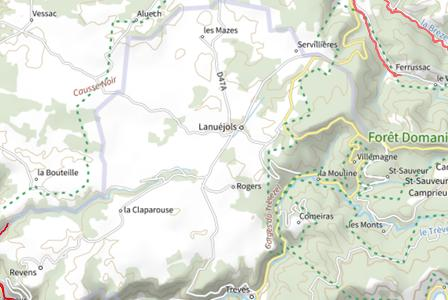 Vessac
Aluech
les Mazes
Servillières
la Brèze
Ferrussac
Causse Noir
D47A
Lanuéjols
Forêt Domani
Villemagne
la Bouteille
la Mouline
St-Sauveur
St-Sauveur
Camprieu
Rogers
la Claparouse
Gorges du Trévezel
Comeiras
les Monts
le Trév
Revens
Trèves